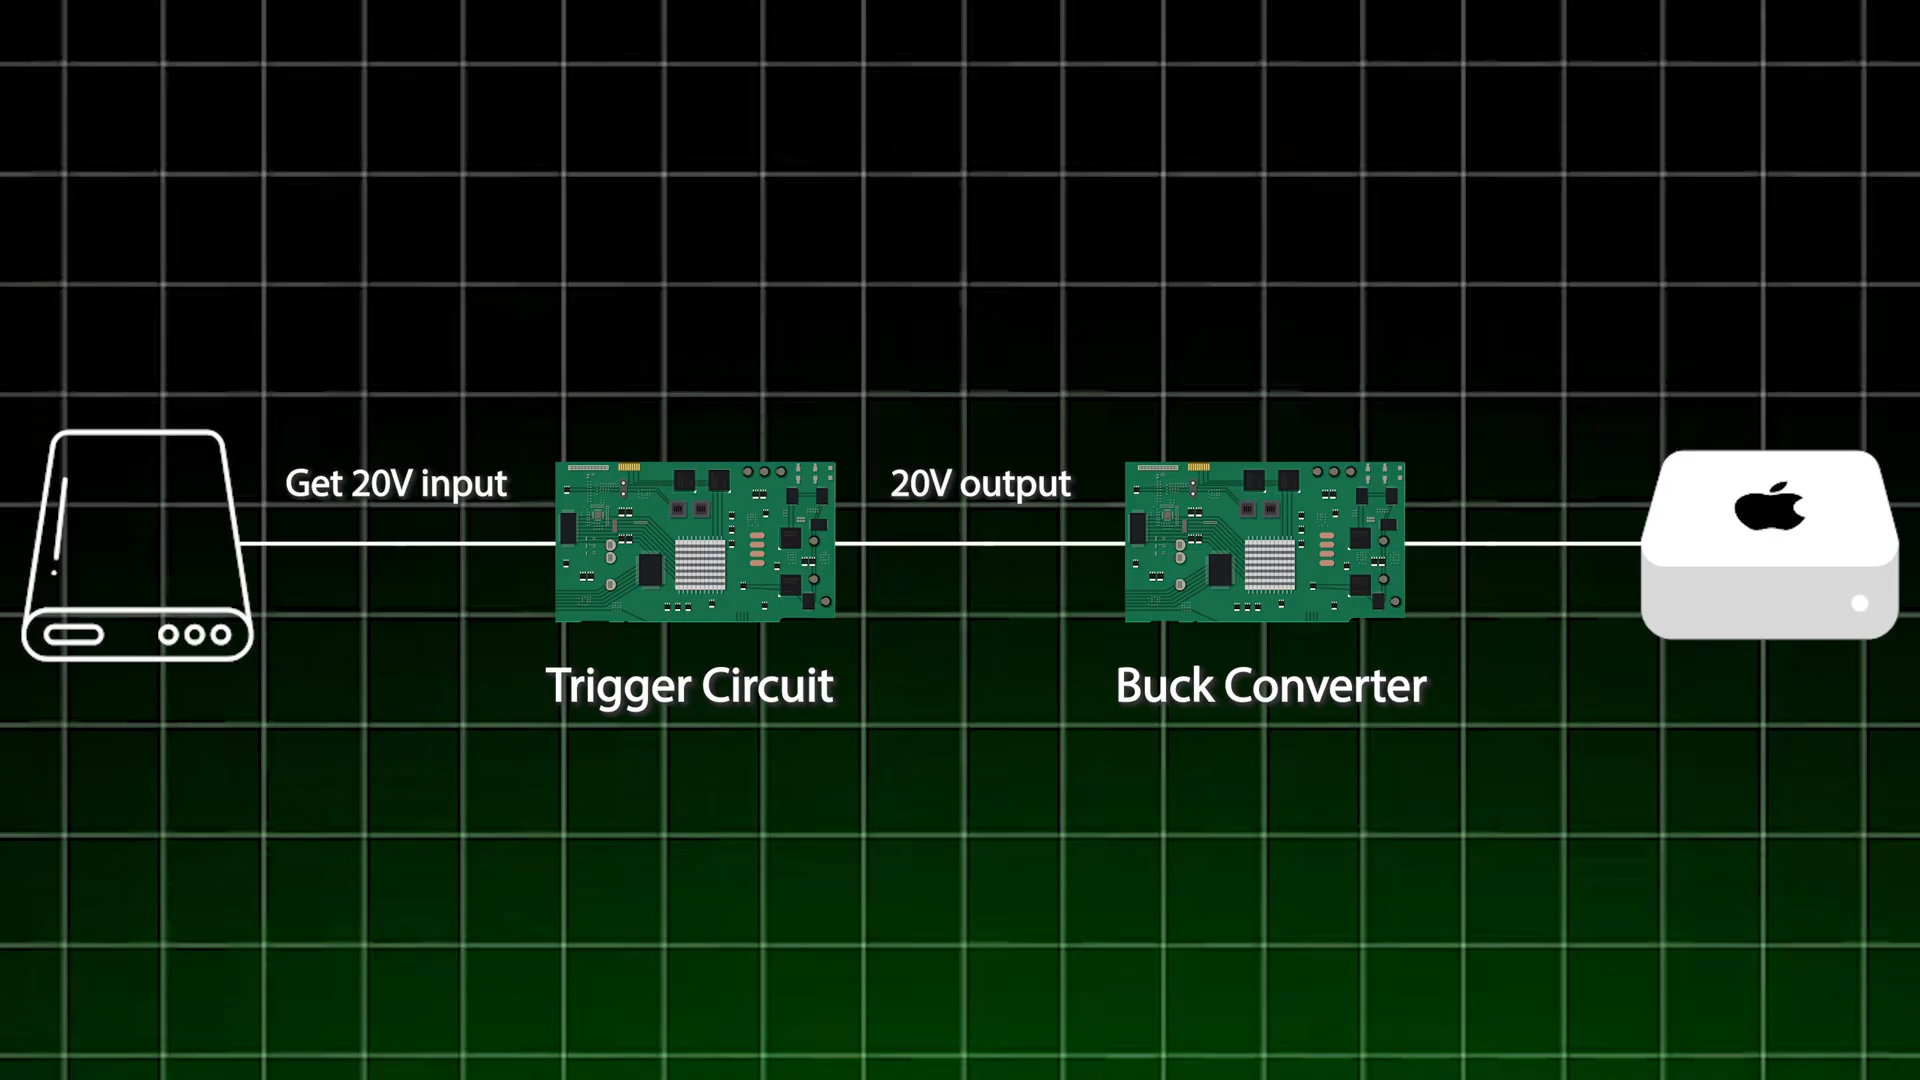 Get 20V input
20V output
Trigger Circuit
Buck Converter